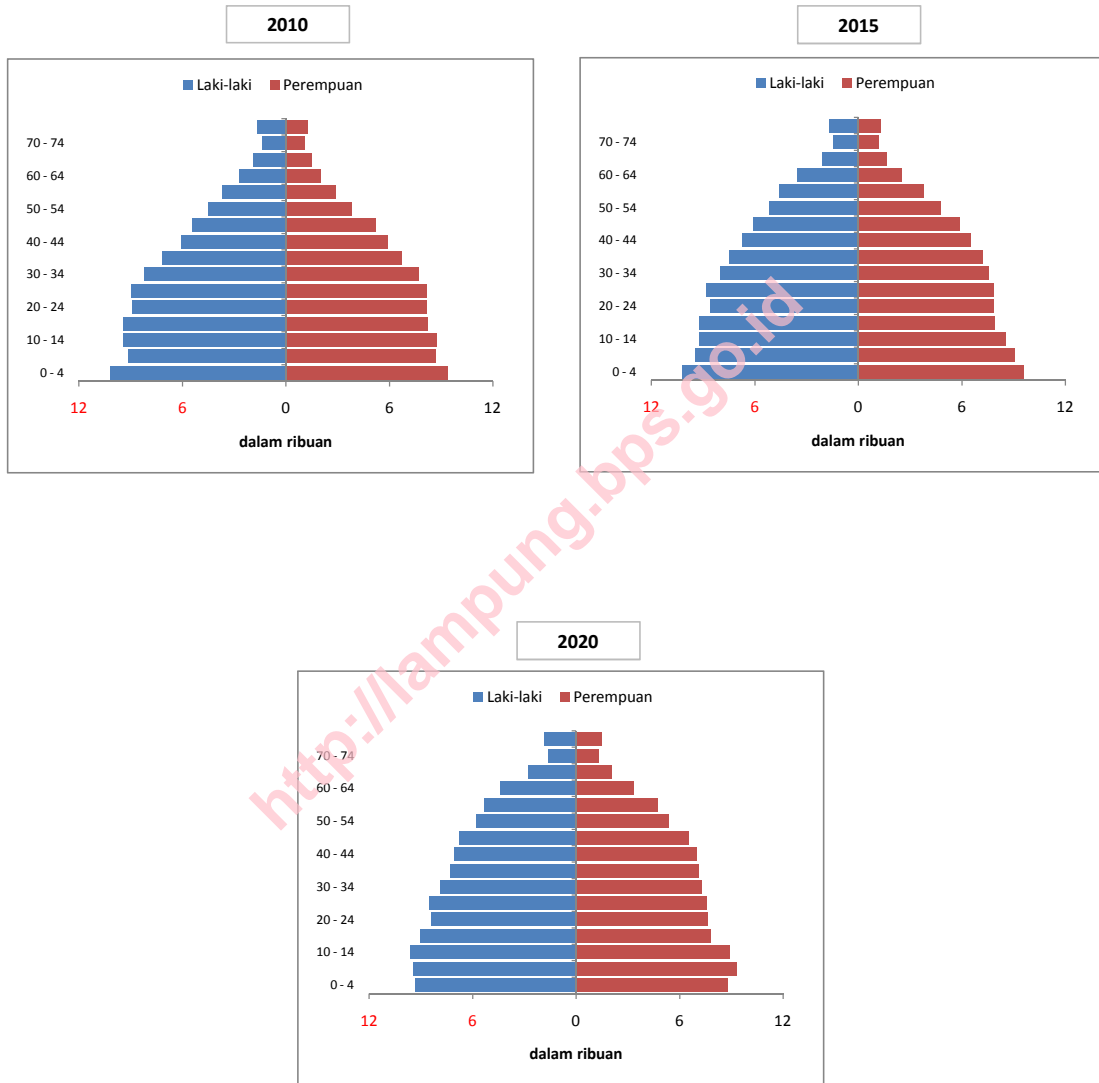 2010
Laki-laki Perempuan
70 - 74
60 - 64
50 - 54
40 - 44
30 - 34
20 - 24
10 - 14
0 - 4
12 6 0 6 12
dalam ribuan
2015
Laki-laki Perempuan
70 - 74
60 - 64
50 - 54
40 - 44
30 - 34
20 - 24
10 - 14
0 - 4
12 6 0 6 12
dalam ribuan
2020
Laki-laki Perempuan
70 - 74
60 - 64
50 - 54
40 - 44
30 - 34
20 - 24
10 - 14
0 - 4
12 6 0 6 12
dalam ribuan
http://lampung.bps.go.id